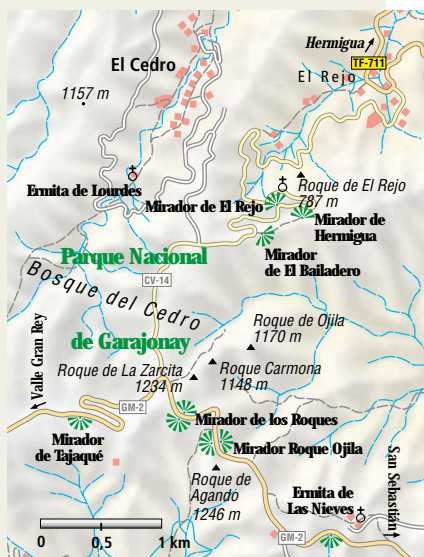 Hermigua
TF-711
El Cedro
El Rejo
1157 m
Ermita de Lourdes
Roque de El Rejo
787 m
Mirador de El Rejo
Mirador de
Hermigua
Mirador
de El Bailadero
Parque Nacional
CV-14
Bosque del Cedro
de Garajonay
Roque de Ojila
1170 m
Valle Gran Rey
Roque de La Zarcita
1234 m
Roque Carmona
1148 m
GM-2
Mirador de los Roques
Mirador
de Tajaqué
Mirador Roque Ojila
San Sebastián
Roque de
Agando
1246 m
Ermita de
Las Nieves
GM-2
0 0,5 1 km